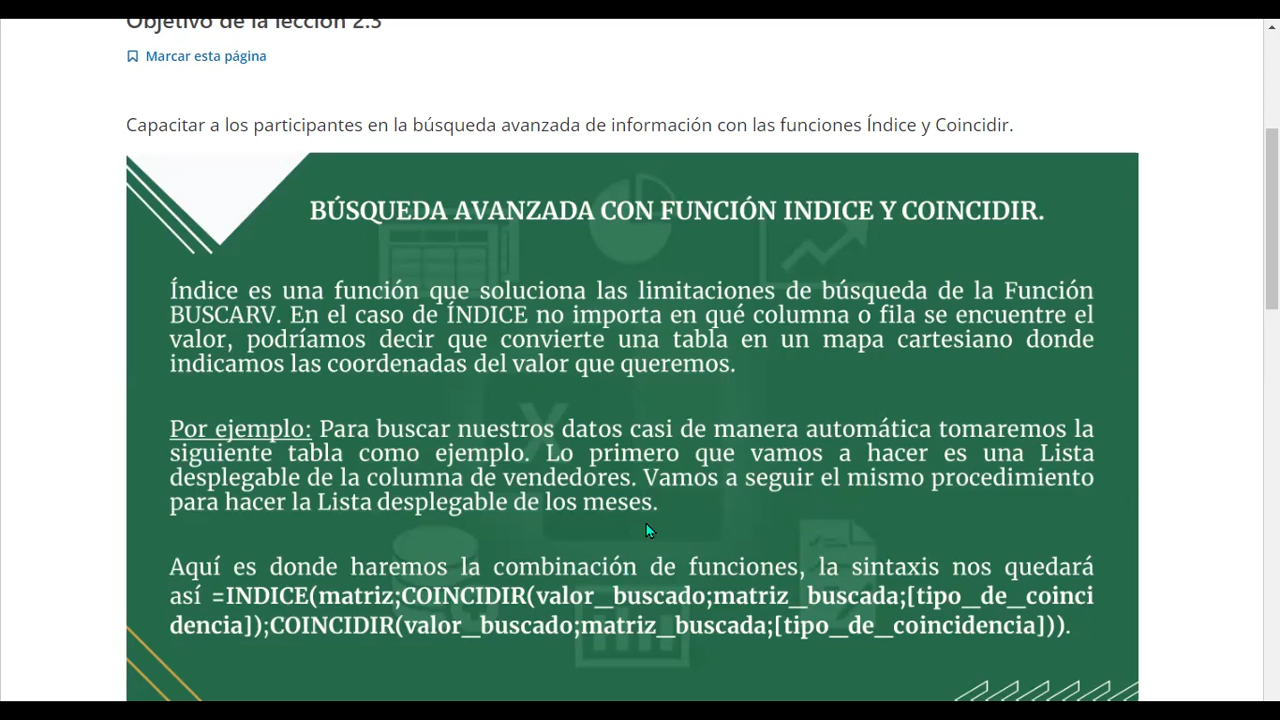 Objetivo de la lección 2.3
Marcar esta página
Capacitar a los participantes en la búsqueda avanzada de información con las funciones Índice y Coincidir.
BÚSQUEDA AVANZADA CON FUNCIÓN INDICE Y COINCIDIR.
Índice es una función que soluciona las limitaciones de búsqueda de la Función
BUSCARV. En el caso de ÍNDICE no importa en qué columna o fila se encuentre el
valor, podríamos decir que convierte una tabla en un mapa cartesiano donde
indicamos las coordenadas del valor que queremos.
Por ejemplo: Para buscar nuestros datos casi de manera automática tomaremos la
siguiente tabla como ejemplo. Lo primero que vamos a hacer es una Lista
desplegable de la columna de vendedores. Vamos a seguir el mismo procedimiento
para hacer la Lista desplegable de los meses.
Aquí es donde haremos la combinación de funciones, la sintaxis nos quedará
así =INDICE(matriz;COINCIDIR(valor_buscado;matriz_buscada;[tipo_de_coinci
dencia]);COINCIDIR(valor_buscado;matriz_buscada;[tipo_de_coincidencia])).